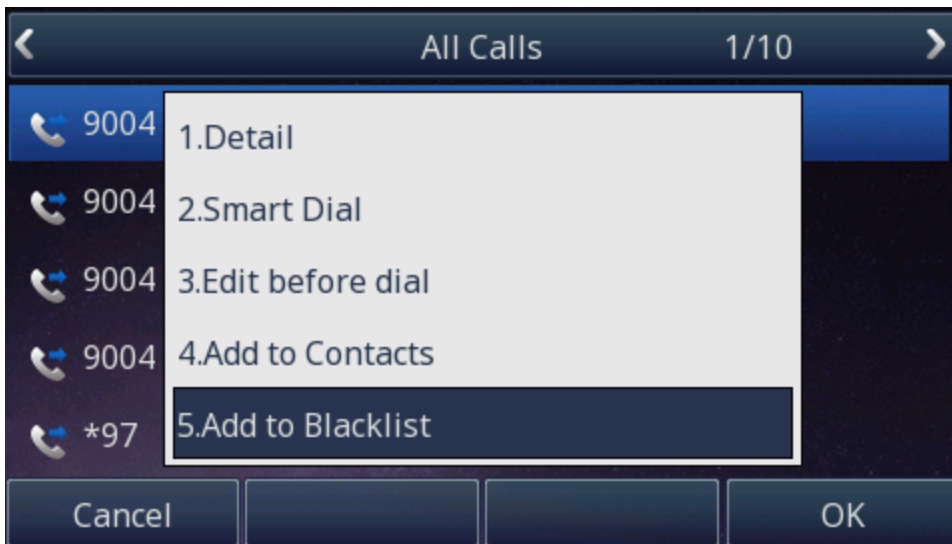 All Calls 1/10
9004
1.Detail
9004
2.Smart Dial
9004
3.Edit before dial
9004
4.Add to Contacts
*97
5.Add to Blacklist
Cancel OK